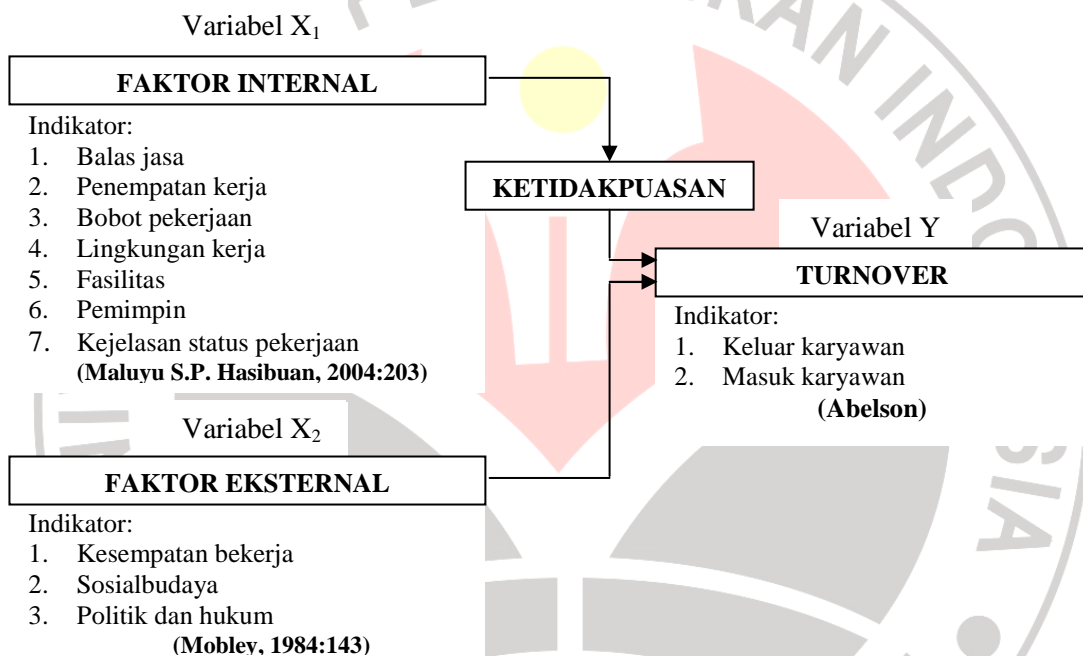 Variabel X₁
FAKTOR INTERNAL
Indikator:
1. Balas jasa
2. Penempatan kerja
3. Bobot pekerjaan
4. Lingkungan kerja
5. Fasilitas
6. Pemimpin
7. Kejelasan status pekerjaan
(Maluyu S.P. Hasibuan, 2004:203)
KETIDAKPUASAN
Variabel Y
TURNOVER
Indikator:
1. Keluar karyawan
2. Masuk karyawan
(Abelson)
Variabel X₂
FAKTOR EKSTERNAL
Indikator:
1. Kesempatan bekerja
2. Sosialbudaya
3. Politik dan hukum
(Mobley, 1984:143)